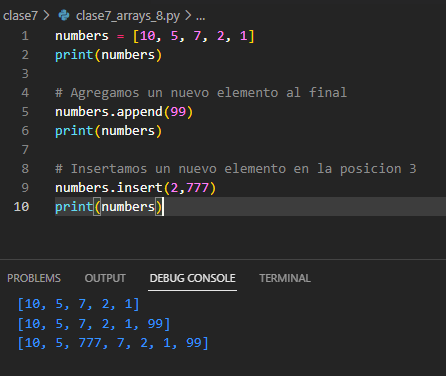 clase7 > clase7_arrays_8.py > ...
1 numbers = [10, 5, 7, 2, 1]
2 print(numbers)
3
4 # Agregamos un nuevo elemento al final
5 numbers.append(99)
6 print(numbers)
7
8 # Insertamos un nuevo elemento en la posicion 3
9 numbers.insert(2,777)
10 print(numbers)
PROBLEMS OUTPUT DEBUG CONSOLE TERMINAL
[10, 5, 7, 2, 1]
[10, 5, 7, 2, 1, 99]
[10, 5, 777, 7, 2, 1, 99]